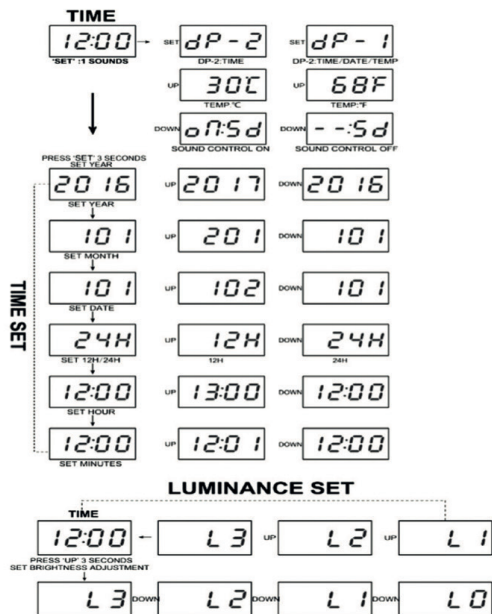 TIME
12:00 SET dP-2 SET dP-1
'SET' :1 SOUNDS DP-2:TIME DP-2:TIME/DATE/TEMP
UP 30℃ UP 68℉
TEMP:℃ TEMP:℉
DOWN on:Sd DOWN --:Sd
SOUND CONTROL ON SOUND CONTROL OFF
PRESS 'SET' 3 SECONDS
SET YEAR
2016 UP 2017 DOWN 2016
SET YEAR
101 UP 201 DOWN 101
SET MONTH
101 UP 102 DOWN 101
SET DATE
24H UP 12H DOWN 24H
SET 12H/24H 12H 24H
12:00 UP 13:00 DOWN 12:00
SET HOUR
12:00 UP 12:01 DOWN 12:00
SET MINUTES
TIME SET
LUMINANCE SET
TIME
12:00 L3 UP L2 UP L1
PRESS 'UP' 3 SECONDS
SET BRIGHTNESS ADJUSTMENT
L3 DOWN L2 DOWN L1 DOWN L0